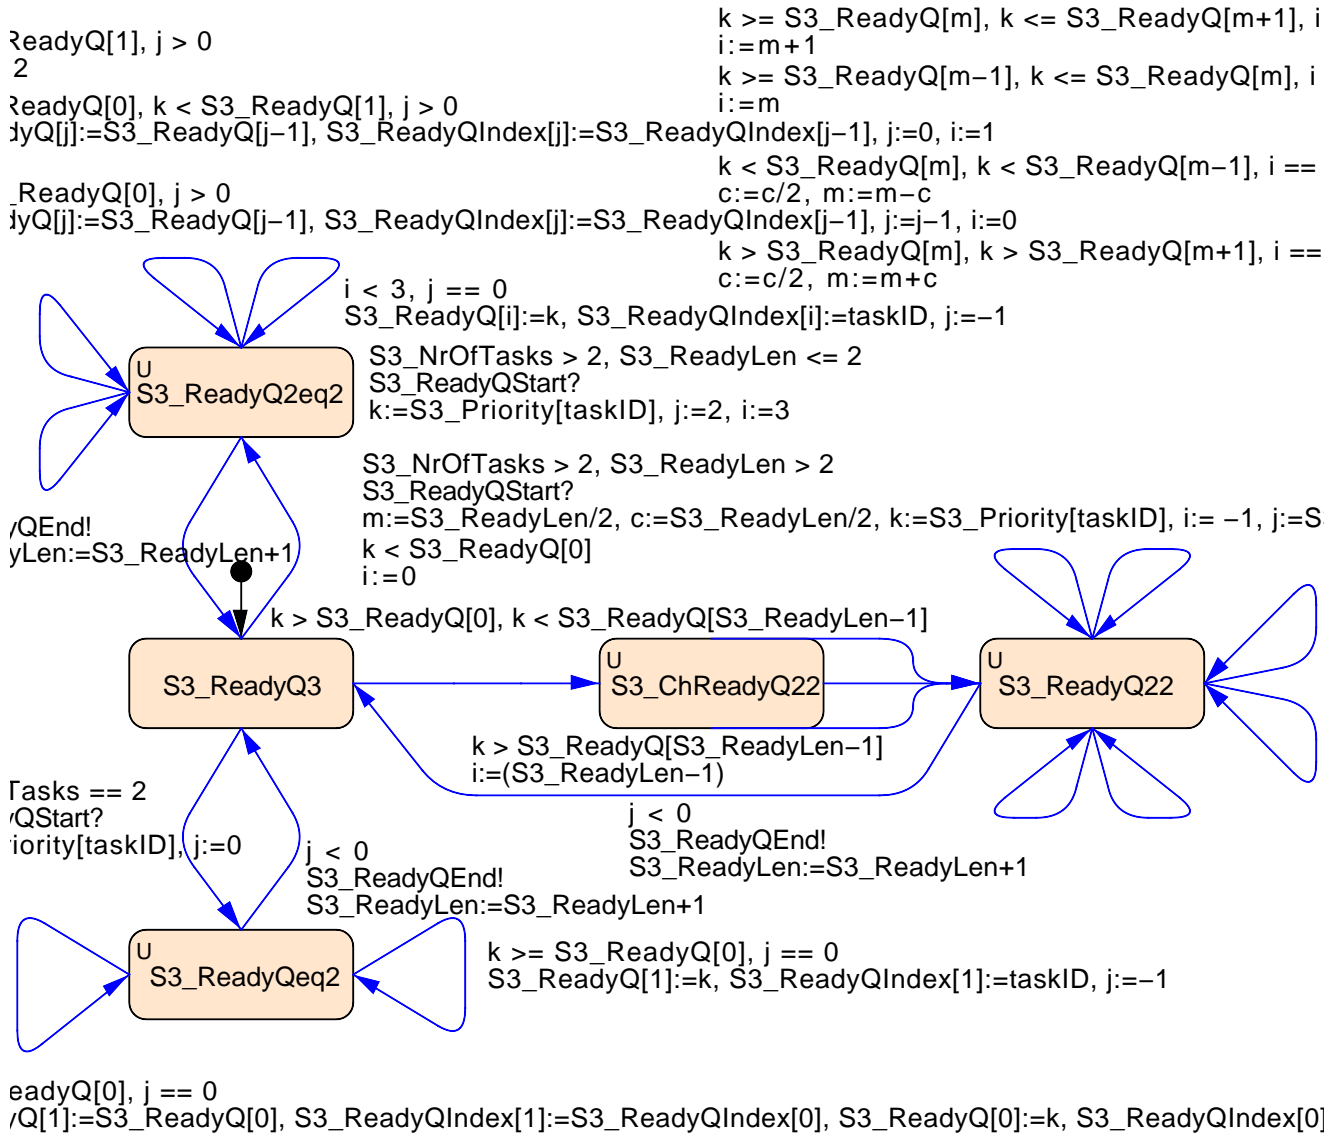 ReadyQ[1], j > 0
2
ReadyQ[0], k < S3_ReadyQ[1], j > 0
dyQ[j]:=S3_ReadyQ[j−1], S3_ReadyQIndex[j]:=S3_ReadyQIndex[j−1], j:=0, i:=1
_ReadyQ[0], j > 0
dyQ[j]:=S3_ReadyQ[j−1], S3_ReadyQIndex[j]:=S3_ReadyQIndex[j−1], j:=j−1, i:=0
k >= S3_ReadyQ[m], k <= S3_ReadyQ[m+1], i
i:=m+1
k >= S3_ReadyQ[m−1], k <= S3_ReadyQ[m], i
i:=m
k < S3_ReadyQ[m], k < S3_ReadyQ[m−1], i ==
c:=c/2, m:=m−c
k > S3_ReadyQ[m], k > S3_ReadyQ[m+1], i ==
c:=c/2, m:=m+c
i < 3, j == 0
S3_ReadyQ[i]:=k, S3_ReadyQIndex[i]:=taskID, j:=−1
U
S3_ReadyQ2eq2
S3_NrOfTasks > 2, S3_ReadyLen <= 2
S3_ReadyQStart?
k:=S3_Priority[taskID], j:=2, i:=3
S3_NrOfTasks > 2, S3_ReadyLen > 2
S3_ReadyQStart?
m:=S3_ReadyLen/2, c:=S3_ReadyLen/2, k:=S3_Priority[taskID], i:= −1, j:=S
yQEnd!
yLen:=S3_ReadyLen+1
k < S3_ReadyQ[0]
i:=0
k > S3_ReadyQ[0], k < S3_ReadyQ[S3_ReadyLen−1]
S3_ReadyQ3
U
S3_ChReadyQ22
U
S3_ReadyQ22
k > S3_ReadyQ[S3_ReadyLen−1]
i:=(S3_ReadyLen−1)
Tasks == 2
yQStart?
iority[taskID], j:=0
j < 0
S3_ReadyQEnd!
S3_ReadyLen:=S3_ReadyLen+1
j < 0
S3_ReadyQEnd!
S3_ReadyLen:=S3_ReadyLen+1
U
S3_ReadyQeq2
k >= S3_ReadyQ[0], j == 0
S3_ReadyQ[1]:=k, S3_ReadyQIndex[1]:=taskID, j:=−1
eadyQ[0], j == 0
yQ[1]:=S3_ReadyQ[0], S3_ReadyQIndex[1]:=S3_ReadyQIndex[0], S3_ReadyQ[0]:=k, S3_ReadyQIndex[0]